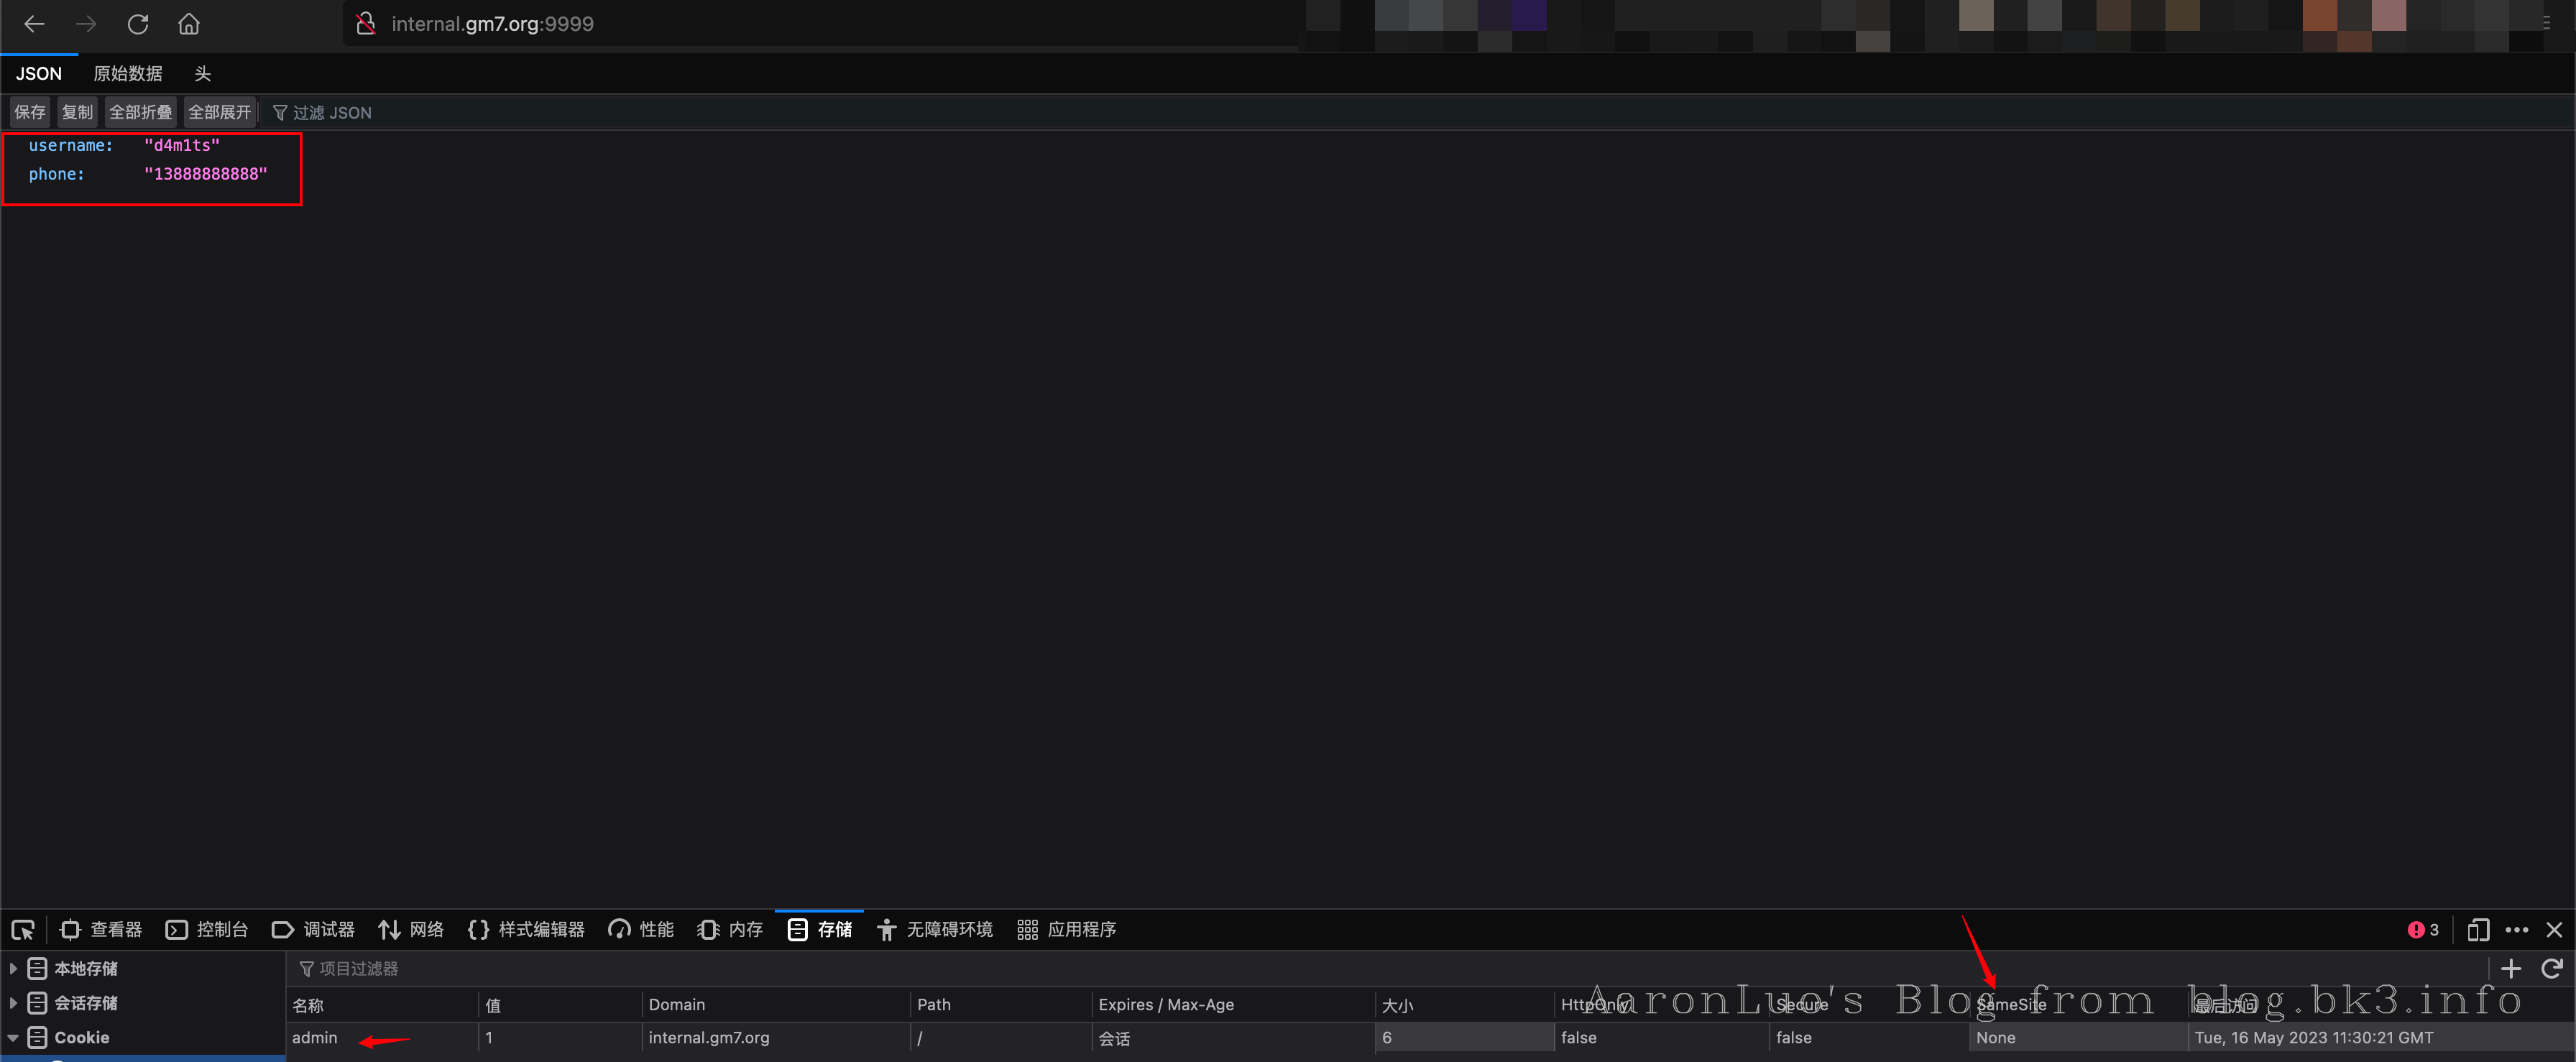 internal.gm7.org:9999
JSON 原始数据 头
保存 复制 全部折叠 全部展开 过滤 JSON
username: "d4m1ts"
phone: "13888888888"
查看器 控制台 调试器 网络 样式编辑器 性能 内存 存储 无障碍环境 应用程序 3
本地存储 项目过滤器
会话存储 名称 值 Domain Path Expires / Max-Age 大小 HttpOnly Secure SameSite 最后访问
AaronLuo's Blog from blog.bk3.info
Cookie admin 1 internal.gm7.org / 会话 6 false false None Tue, 16 May 2023 11:30:21 GMT